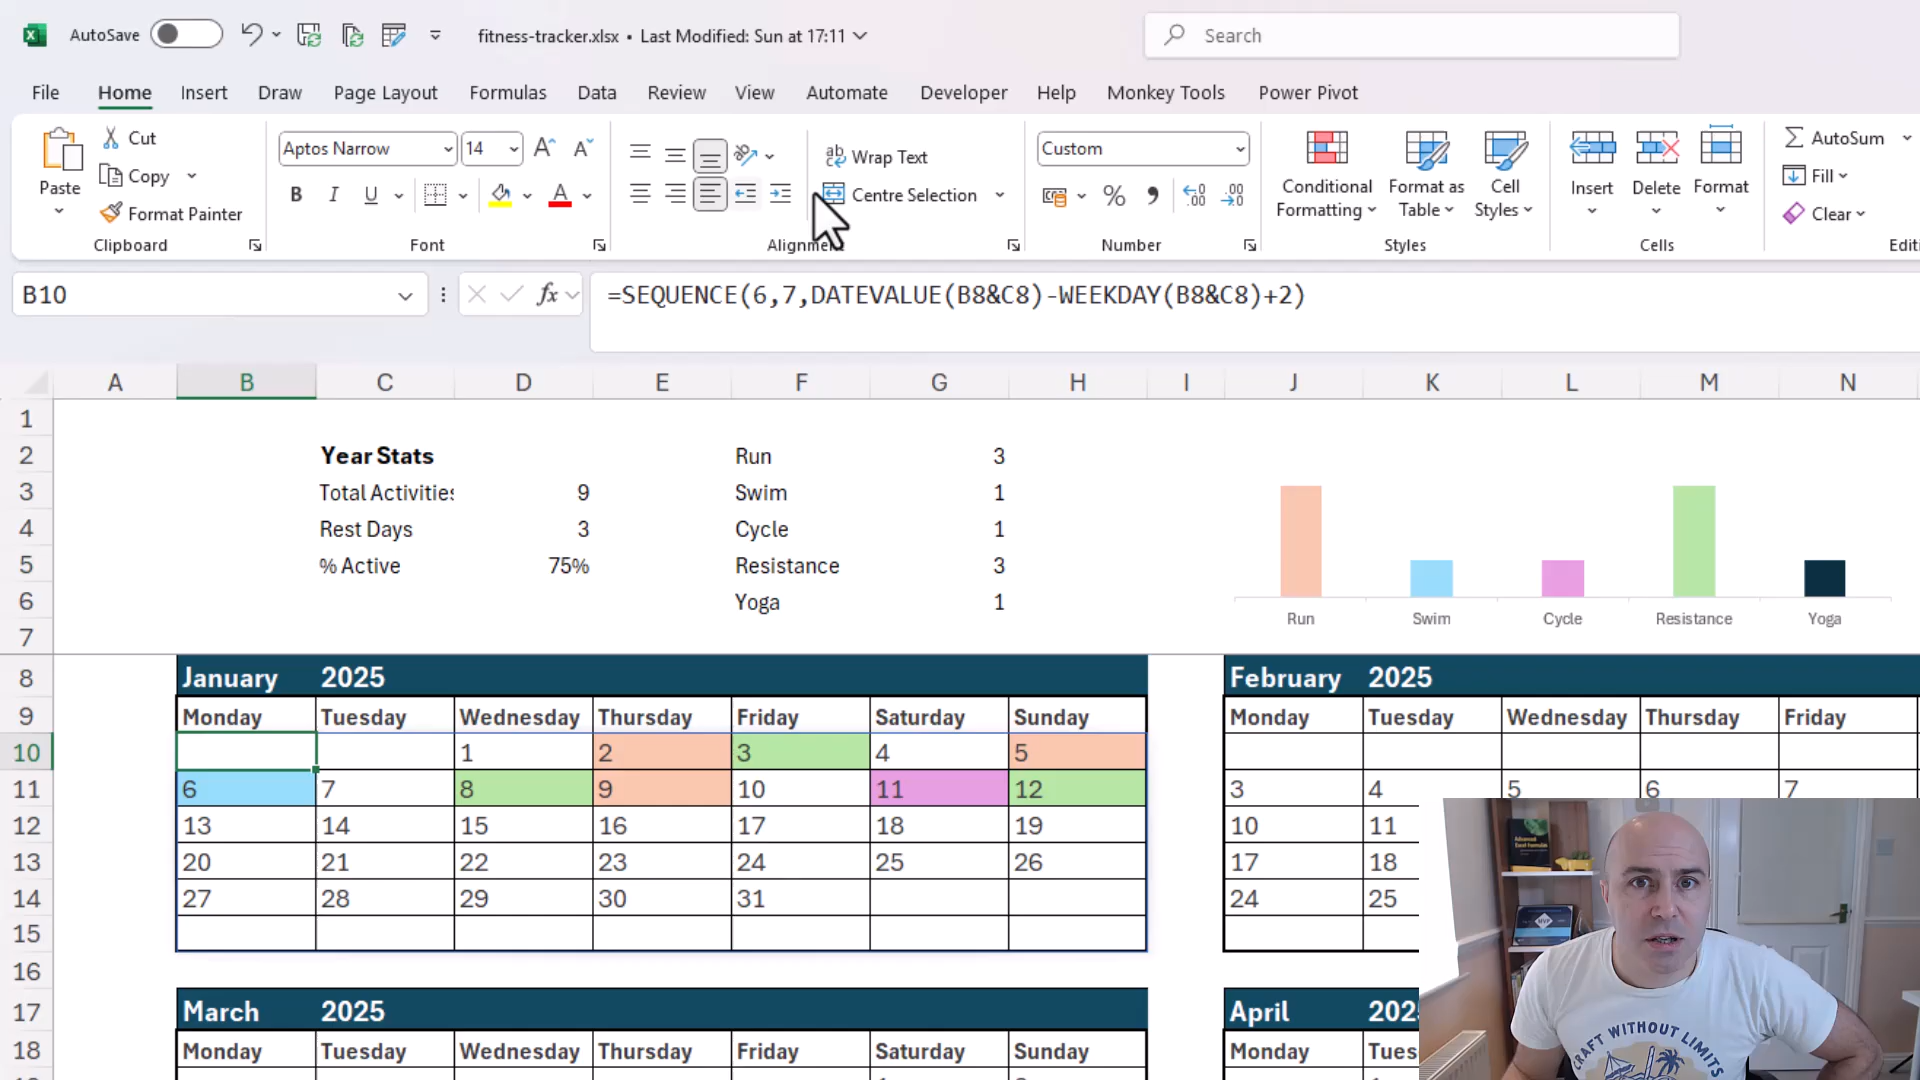 AutoSave
fitness-tracker.xlsx • Last Modified: Sun at 17:11
Search
File Home Insert Draw Page Layout Formulas Data Review View Automate Developer Help Monkey Tools Power Pivot
Paste
Cut
Copy
Format Painter
Clipboard
Aptos Narrow 14
B I U
Font
Wrap Text
Centre Selection
Alignment
Custom
Number
Conditional Formatting
Format as Table
Cell Styles
Styles
Insert
Delete
Format
Cells
AutoSum
Fill
Clear
B10
fx
=SEQUENCE(6,7,DATEVALUE(B8&C8)-WEEKDAY(B8&C8)+2)
A B C D E F G H I J K L M N
1
2 Year Stats Run 3
3 Total Activities 9 Swim 1
4 Rest Days 3 Cycle 1
5 % Active 75% Resistance 3
6 Yoga 1
7
Run Swim Cycle Resistance Yoga
8 January 2025 February 2025
9 Monday Tuesday Wednesday Thursday Friday Saturday Sunday Monday Tuesday Wednesday Thursday Friday
10 1 2 3 4 5
11 6 7 8 9 10 11 12 3 4 5 6 7
12 13 14 15 16 17 18 19 10 11
13 20 21 22 23 24 25 26 17 18
14 27 28 29 30 31 24 25
15
16
17 March 2025 April
18 Monday Tuesday Wednesday Thursday Friday Saturday Sunday Monday
CRAFT WITHOUT LIMITS